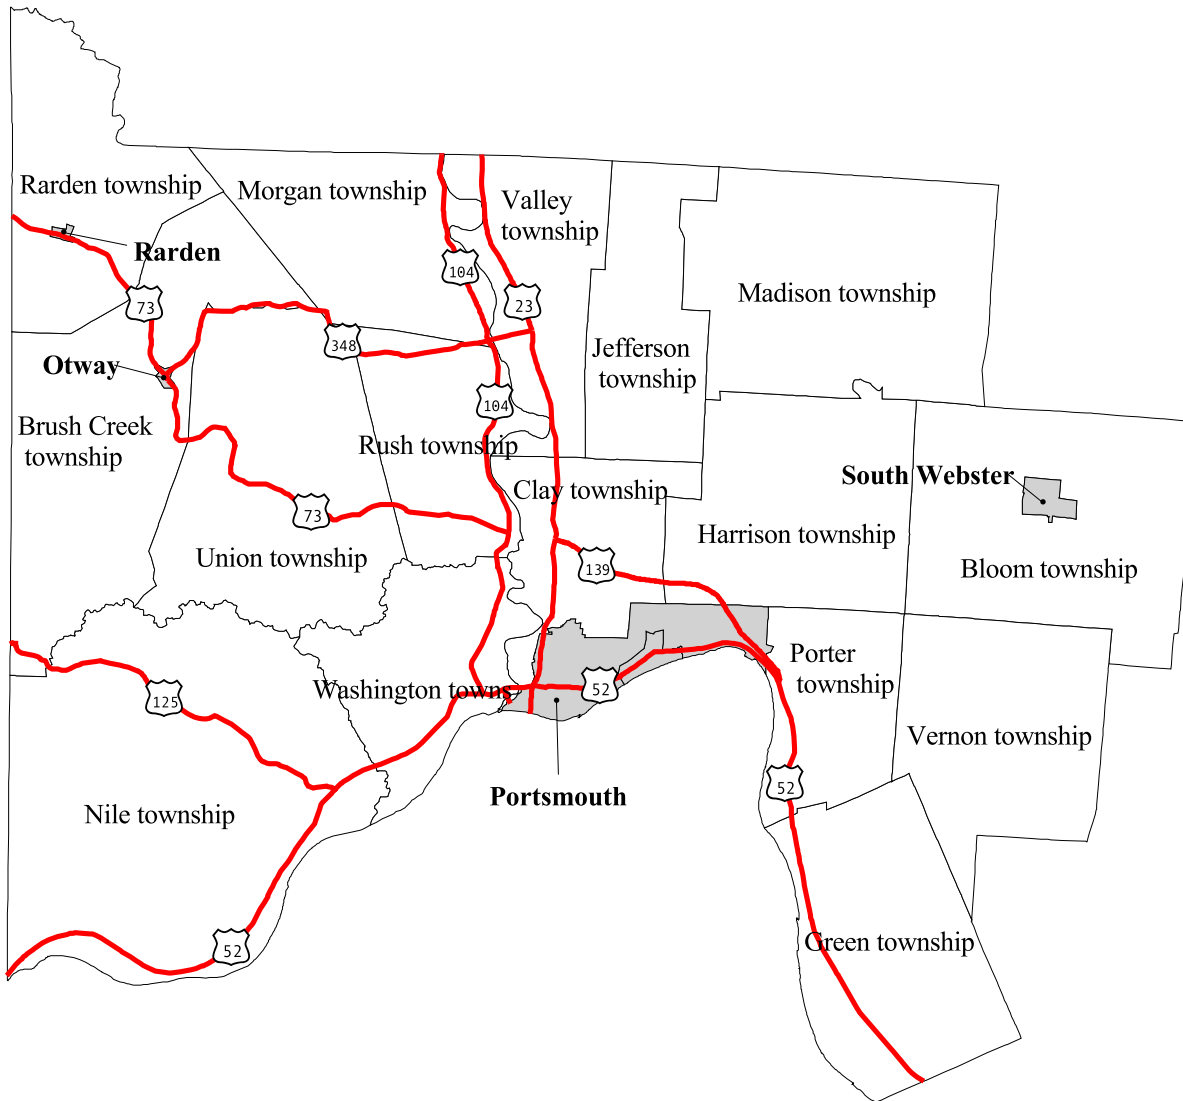 Rarden township
Morgan township
Valley
township
Rarden
104
Madison township
73
23
348
Jefferson
township
Otway
104
Brush Creek
township
Rush township
South Webster
Clay township
73
Harrison township
Union township
139
Bloom township
Porter
township
52
Washington towns
125
Vernon township
52
Portsmouth
Nile township
Green township
52